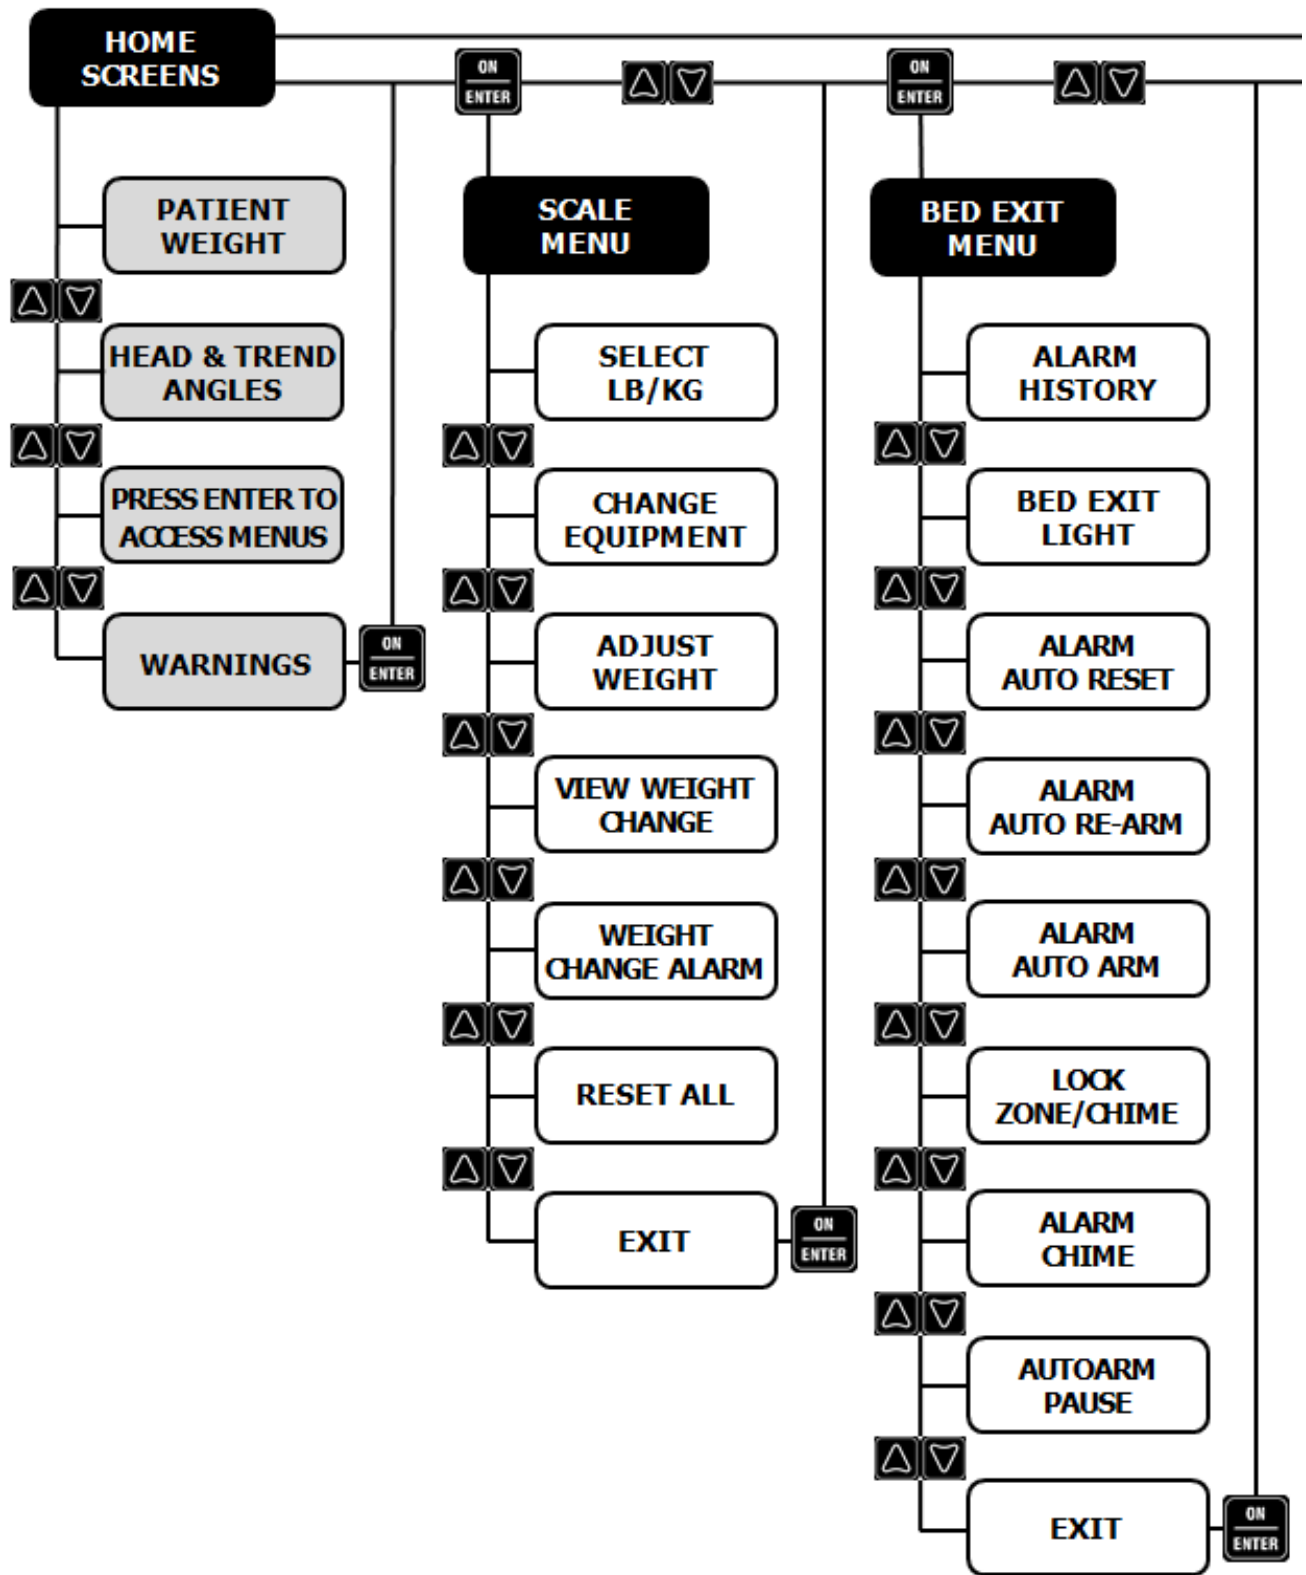 HOME
SCREENS
ON
ENTER
ON
ENTER
PATIENT
WEIGHT
HEAD & TREND
ANGLES
PRESS ENTER TO
ACCESS MENUS
WARNINGS
ON
ENTER
SCALE
MENU
SELECT
LB/KG
CHANGE
EQUIPMENT
ADJUST
WEIGHT
VIEW WEIGHT
CHANGE
WEIGHT
CHANGE ALARM
RESET ALL
EXIT
ON
ENTER
BED EXIT
MENU
ALARM
HISTORY
BED EXIT
LIGHT
ALARM
AUTO RESET
ALARM
AUTO RE-ARM
ALARM
AUTO ARM
LOCK
ZONE/CHIME
ALARM
CHIME
AUTOARM
PAUSE
EXIT
ON
ENTER